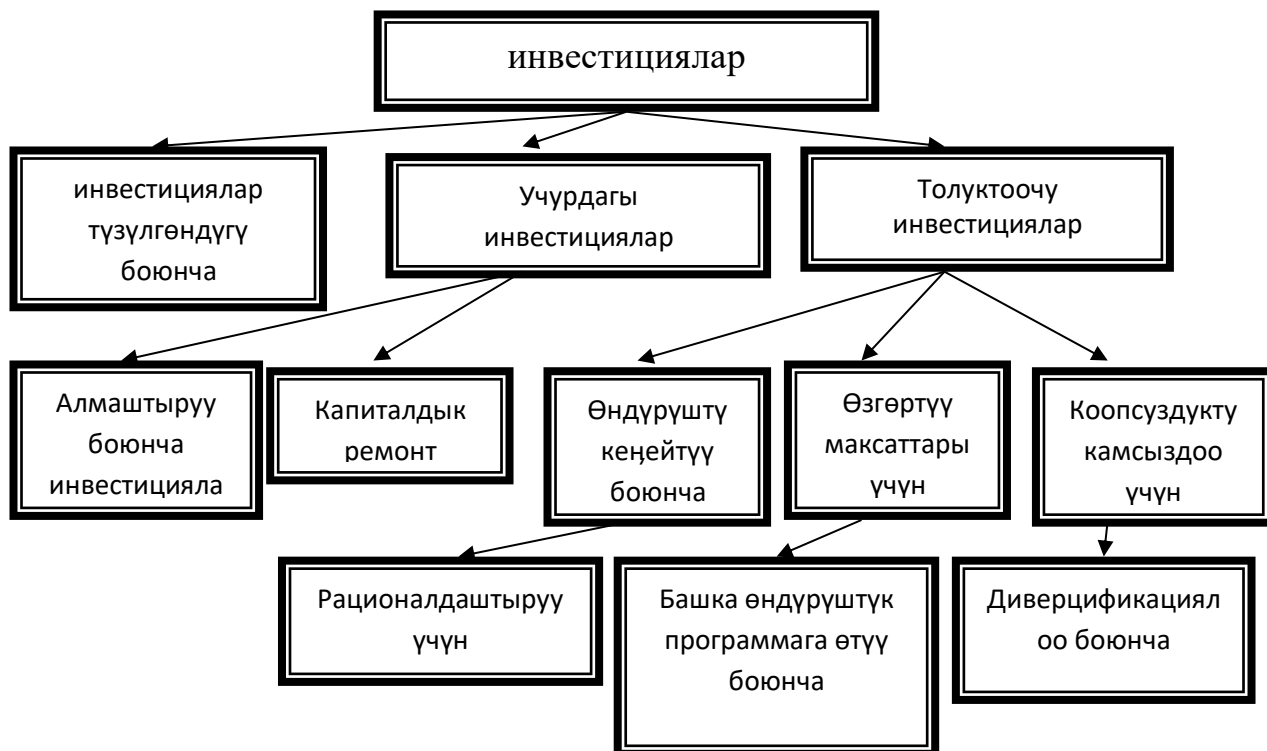 инвестициялар
инвестициялар
түзүлгөндүгү
боюнча
Учурдагы
инвестициялар
Толуктоочу
инвестициялар
Алмаштыруу
боюнча
инвестицияла
Капиталдык
ремонт
Өндүрүштү
кеңейтүү
боюнча
Өзгөртүү
максаттары
үчүн
Коопсуздукту
камсыздоо
үчүн
Рационалдаштыруу
үчүн
Башка өндүрүштүк
программага өтүү
боюнча
Диверцификациял
оо боюнча